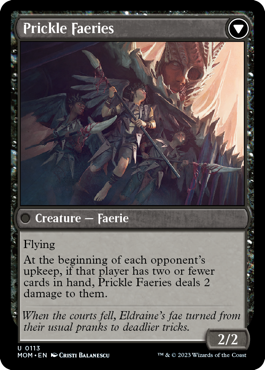 Prickle Faeries
Creature — Faerie
Flying
At the beginning of each opponent's
upkeep, if that player has two or fewer
cards in hand, Prickle Faeries deals 2
damage to them.
When the courts fell, Eldraine's fae turned from
their usual pranks to deadlier tricks.
2/2
U 0113
MOM • EN CRISTI BALANESCU
™ & © 2023 Wizards of the Coast